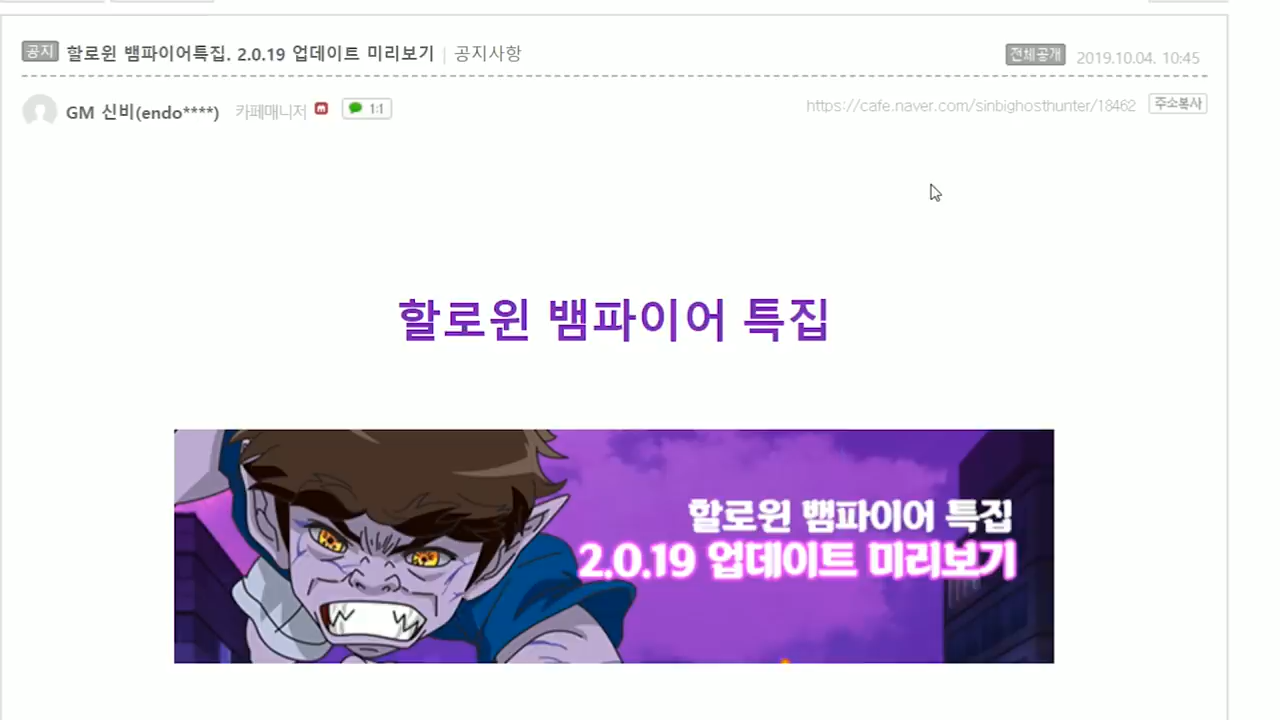 공지 할로윈 뱀파이어특집. 2.0.19 업데이트 미리보기 | 공지사항 전체공개 2019.10.04. 10:45
GM 신비(endo****) 카페매니저 1:1 https://cafe.naver.com/sinbighosthunter/18462 주소복사
할로윈 뱀파이어 특집
할로윈 뱀파이어 특집
2.0.19 업데이트 미리보기